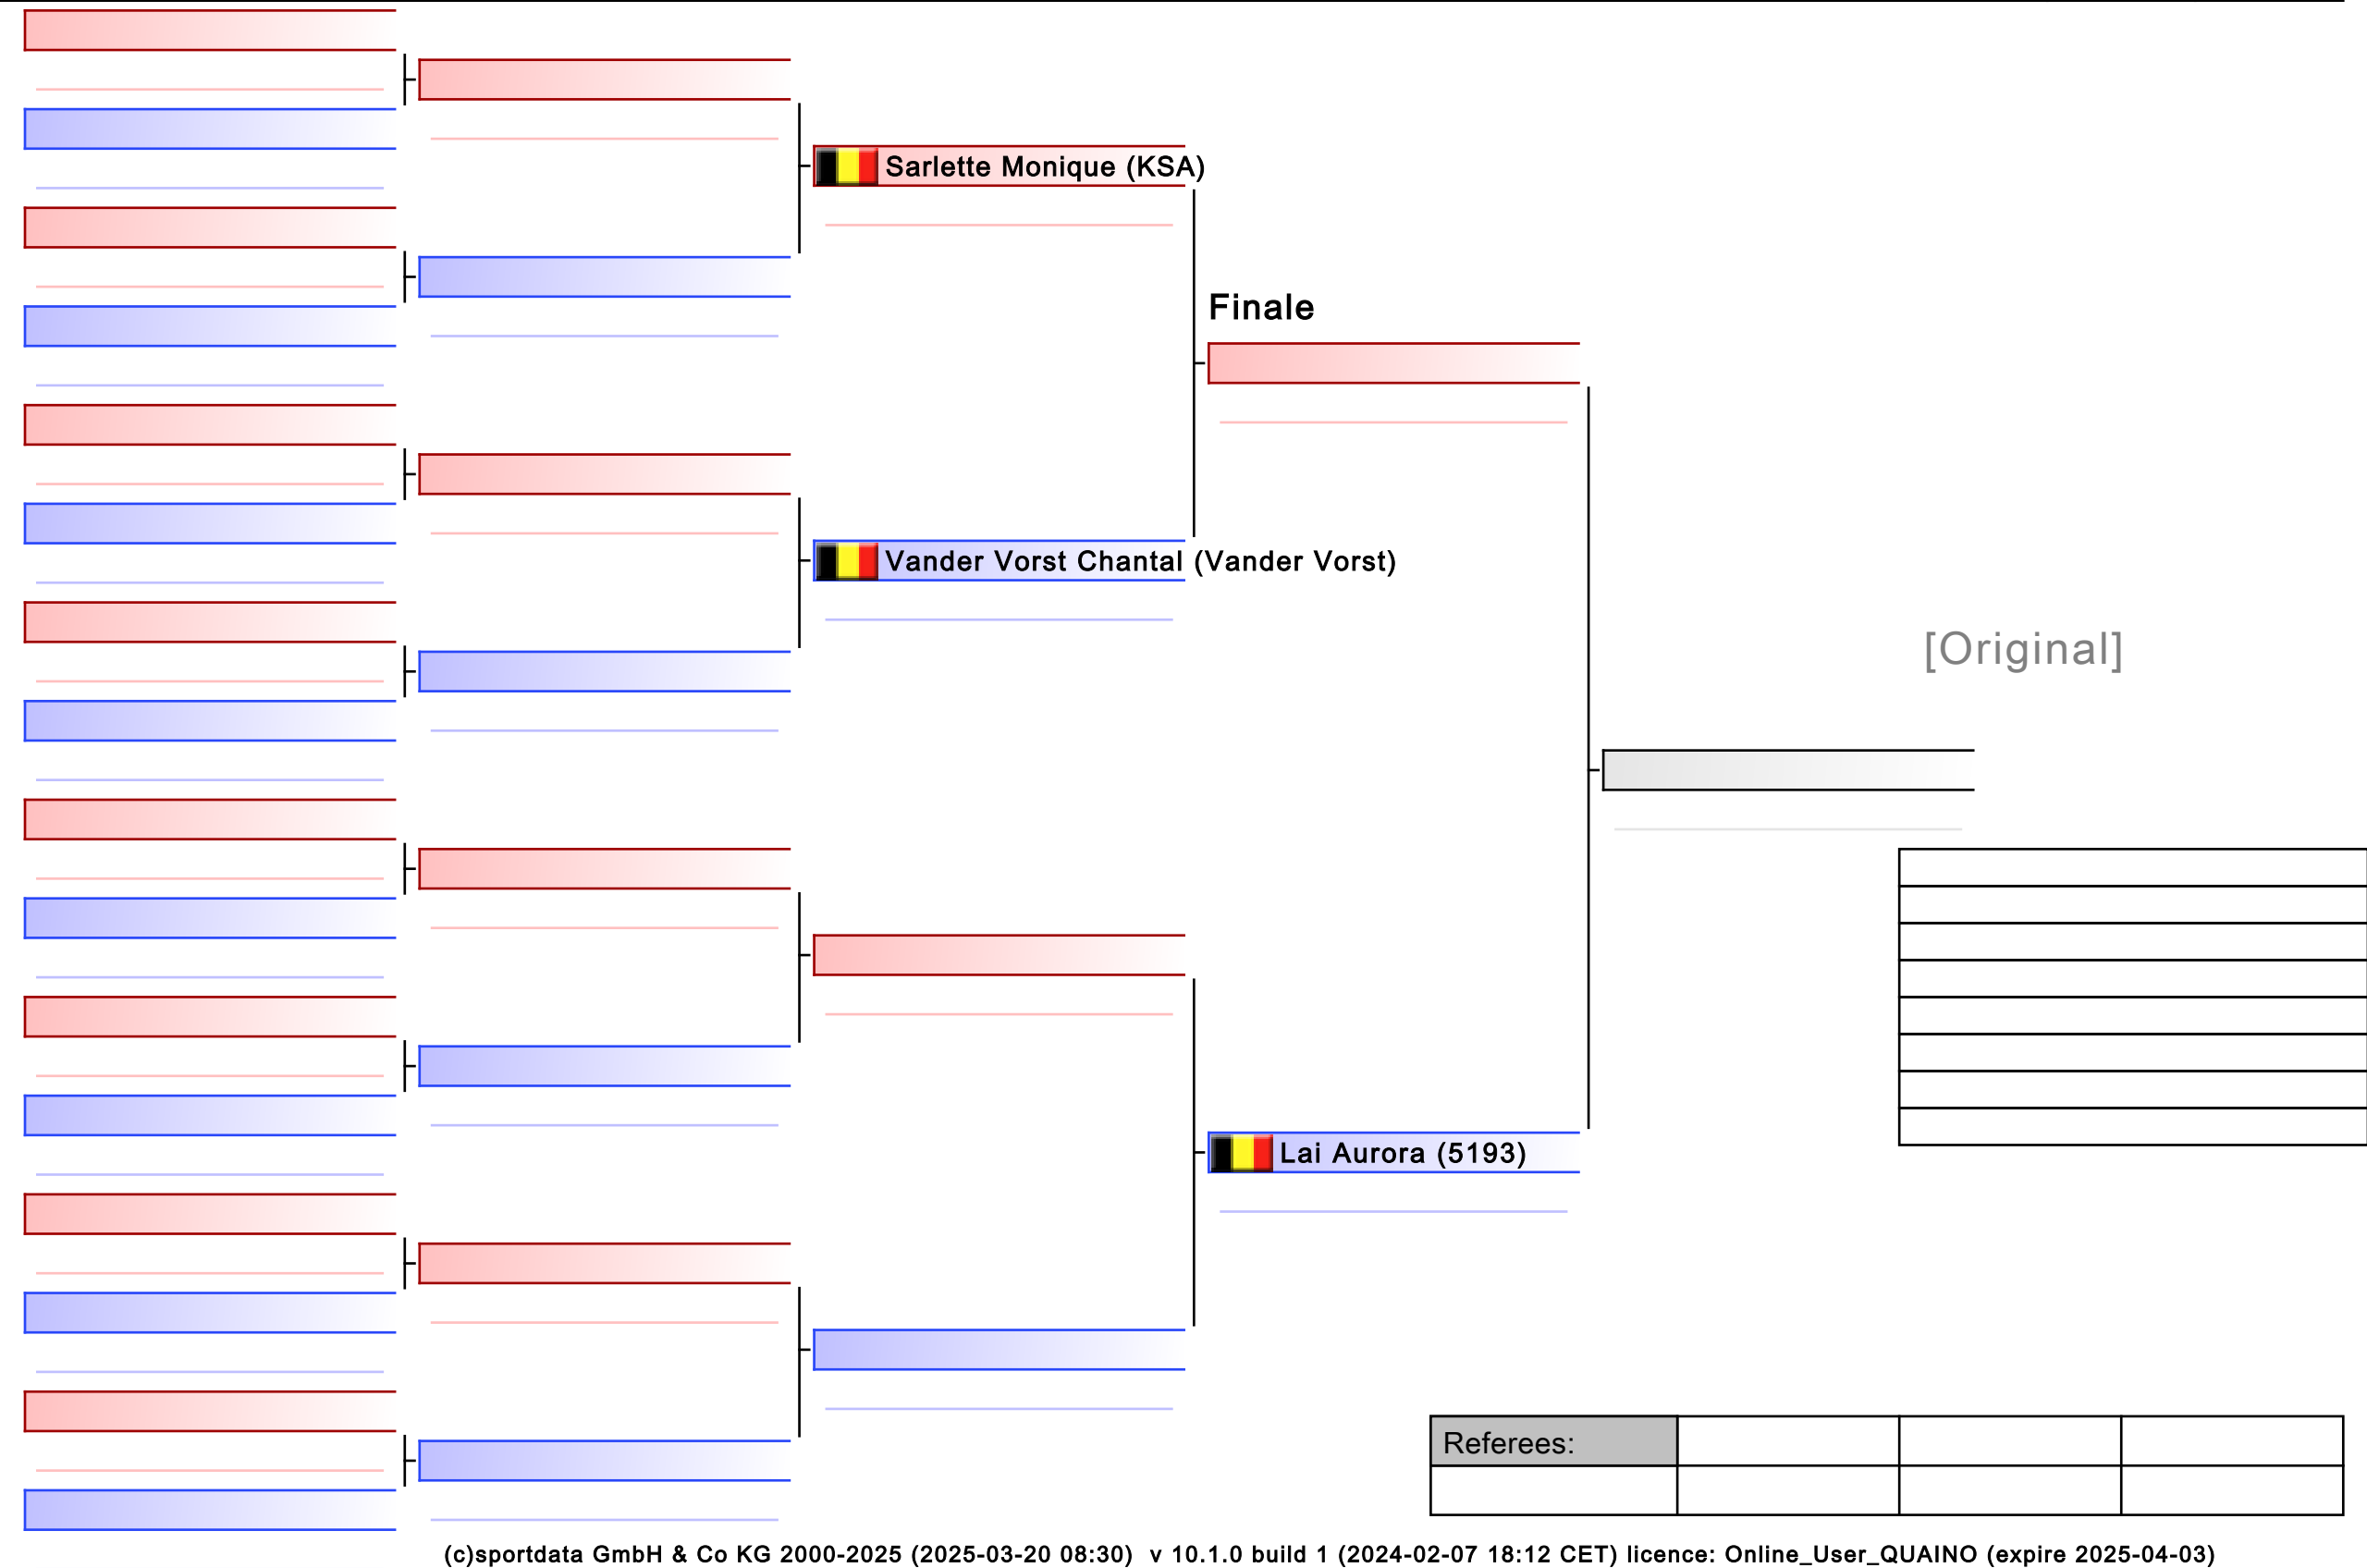 Sarlette Monique (KSA)
Finale
Vander Vorst Chantal (Vander Vorst)
[Original]
Lai Aurora (5193)
Referees:
(c)sportdata GmbH & Co KG 2000-2025 (2025-03-20 08:30)  v 10.1.0 build 1 (2024-02-07 18:12 CET) licence: Online_User_QUAINO (expire 2025-04-03)